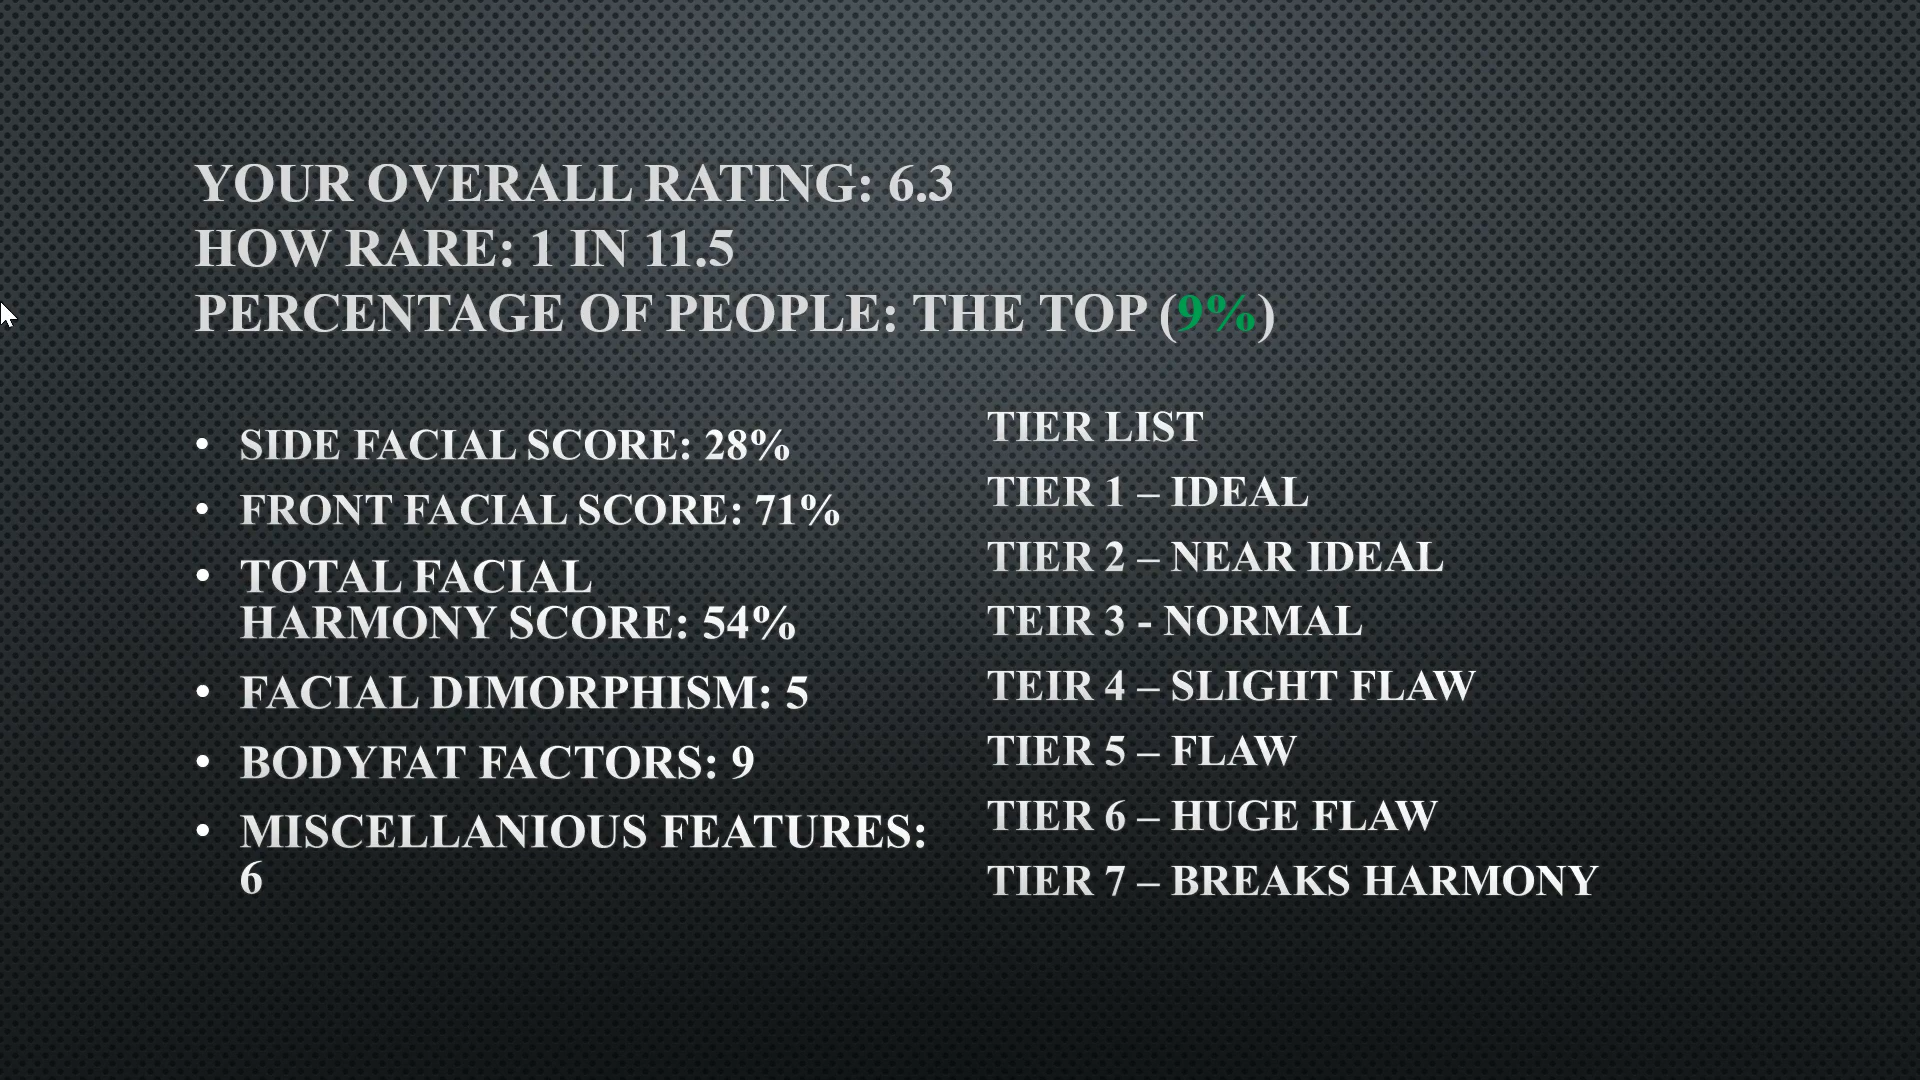 YOUR OVERALL RATING: 6.3
HOW RARE: 1 IN 11.5
PERCENTAGE OF PEOPLE: THE TOP (9%)
• SIDE FACIAL SCORE: 28%
• FRONT FACIAL SCORE: 71%
• TOTAL FACIAL
HARMONY SCORE: 54%
• FACIAL DIMORPHISM: 5
• BODYFAT FACTORS: 9
• MISCELLANIOUS FEATURES:
6
TIER LIST
TIER 1 – IDEAL
TIER 2 – NEAR IDEAL
TEIR 3 - NORMAL
TEIR 4 – SLIGHT FLAW
TIER 5 – FLAW
TIER 6 – HUGE FLAW
TIER 7 – BREAKS HARMONY